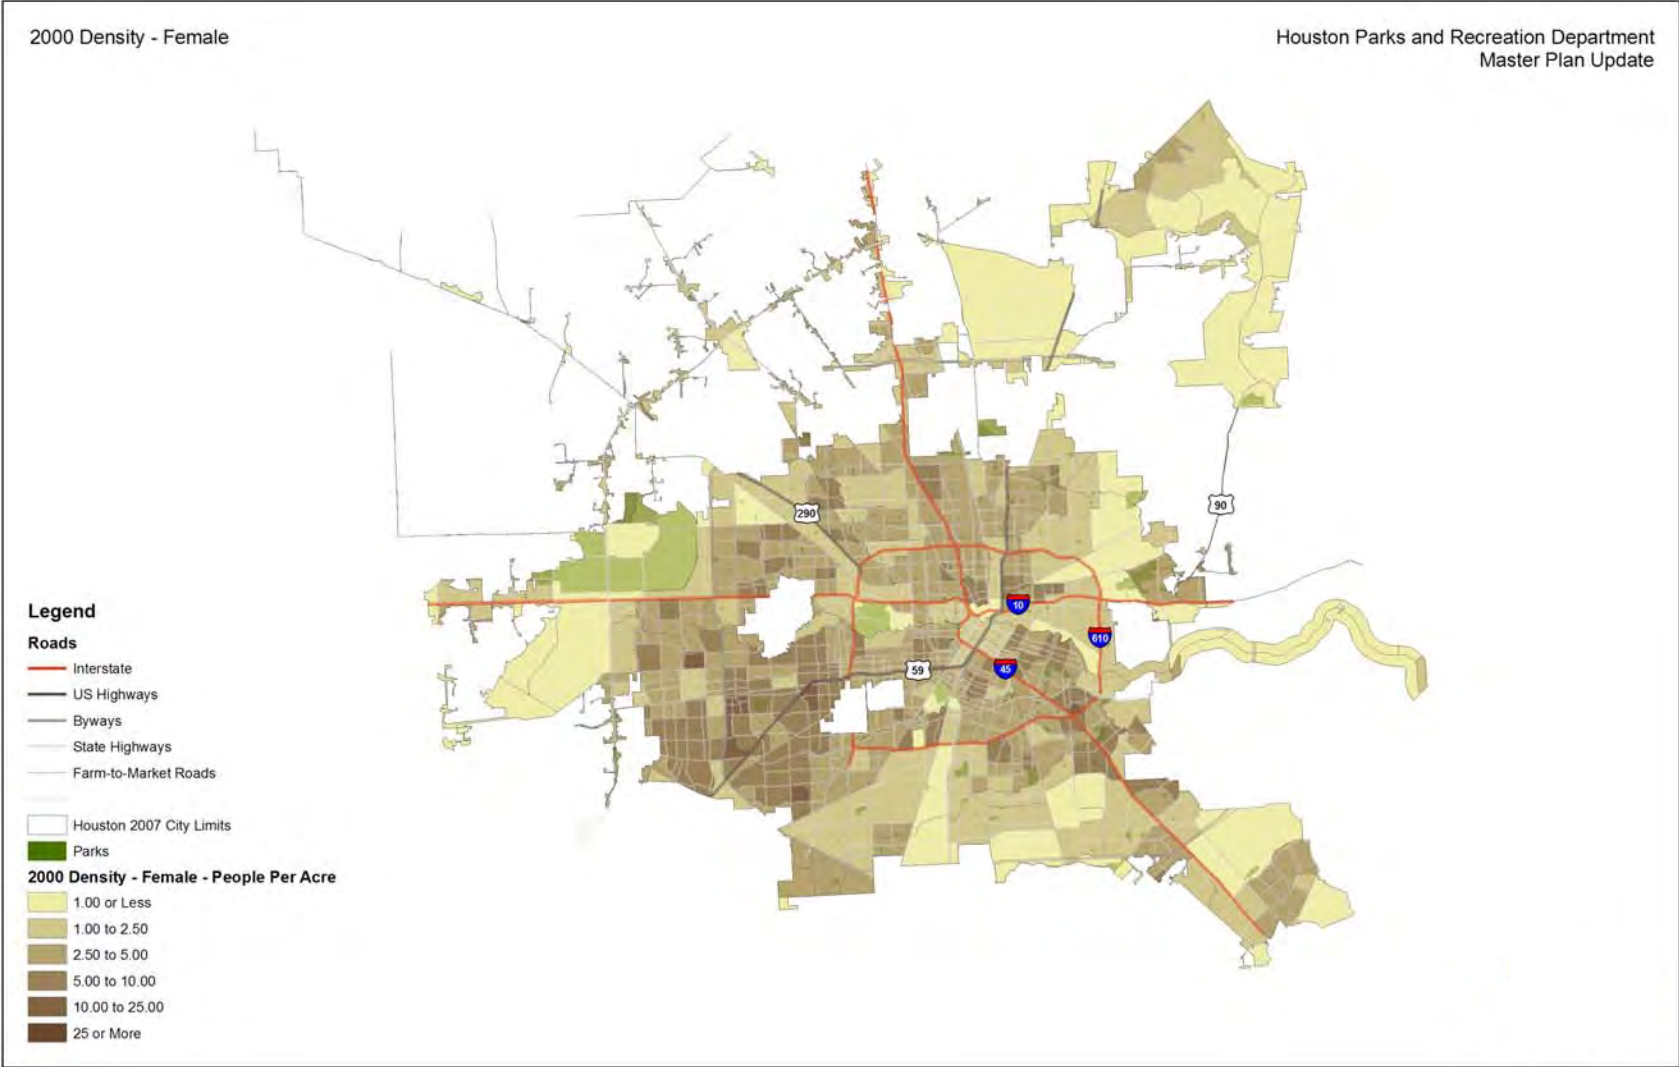 2000 Density - Female
Houston Parks and Recreation Department
Master Plan Update
290
90
10
610
59
45
Legend
Roads
Interstate
US Highways
Byways
State Highways
Farm-to-Market Roads
Houston 2007 City Limits
Parks
2000 Density - Female - People Per Acre
1.00 or Less
1.00 to 2.50
2.50 to 5.00
5.00 to 10.00
10.00 to 25.00
25 or More